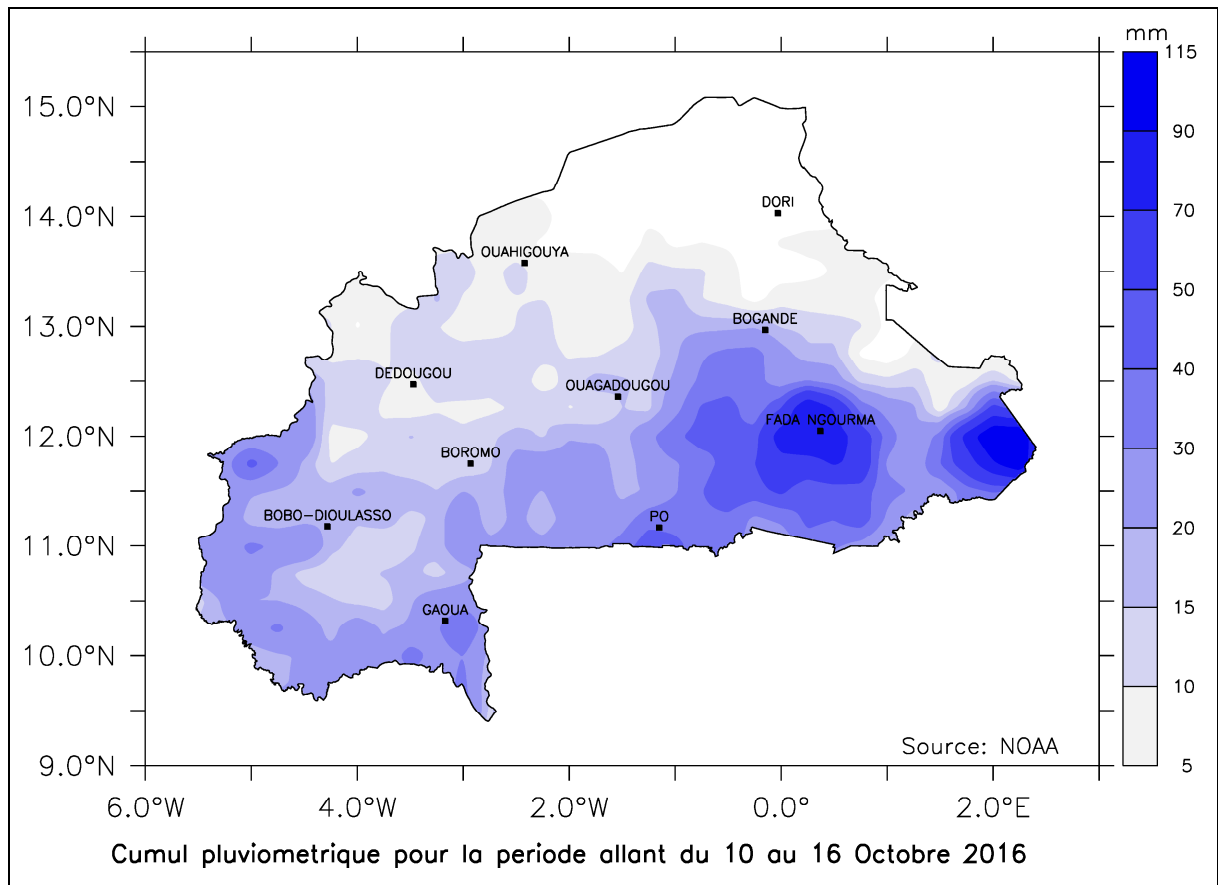 mm
115
15.0°N
90
14.0°N
DORI
70
OUAHIGOUYA
50
13.0°N
BOGANDE
40
DEDOUGOU
OUAGADOUGOU
12.0°N
FADA NGOURMA
30
BOROMO
BOBO-DIOULASSO
PO
20
11.0°N
15
GAOUA
10.0°N
10
Source: NOAA
9.0°N
5
6.0°W 4.0°W 2.0°W 0.0° 2.0°E
Cumul pluviometrique pour la periode allant du 10 au 16 Octobre 2016